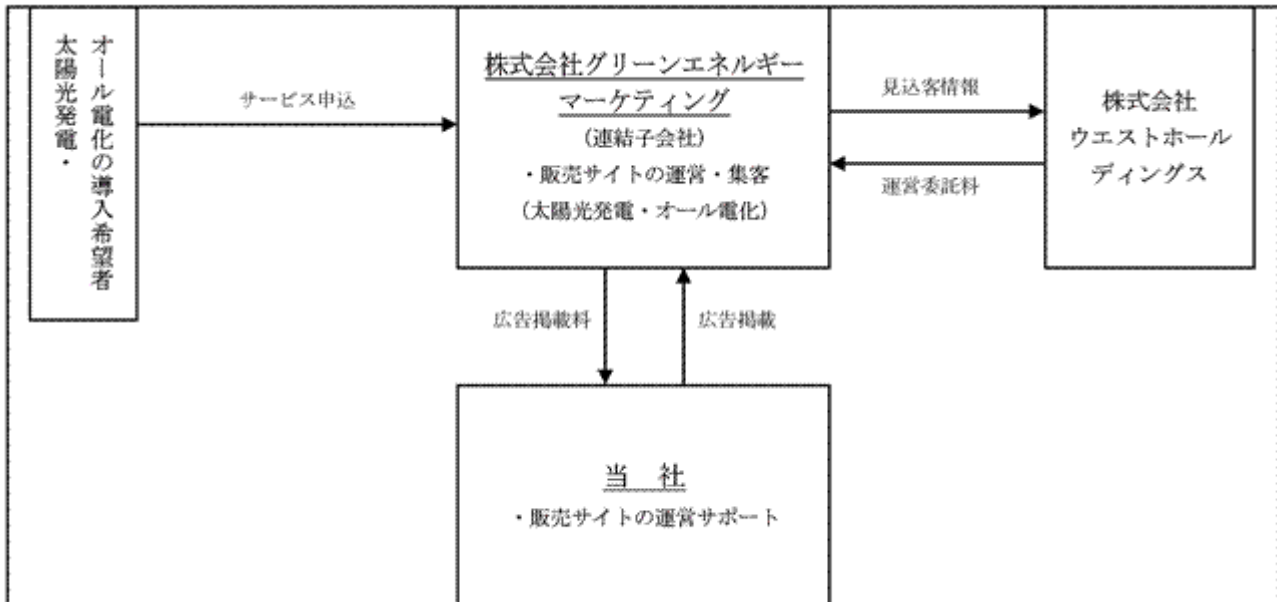 太陽光発電・
オール電化の導入希望者
サービス申込
株式会社グリーンエネルギー
マーケティング
(連結子会社)
・販売サイトの運営・集客
(太陽光発電・オール電化)
見込客情報
運営委託料
株式会社
ウエストホール
ディングス
広告掲載料
広告掲載
当　社
・販売サイトの運営サポート